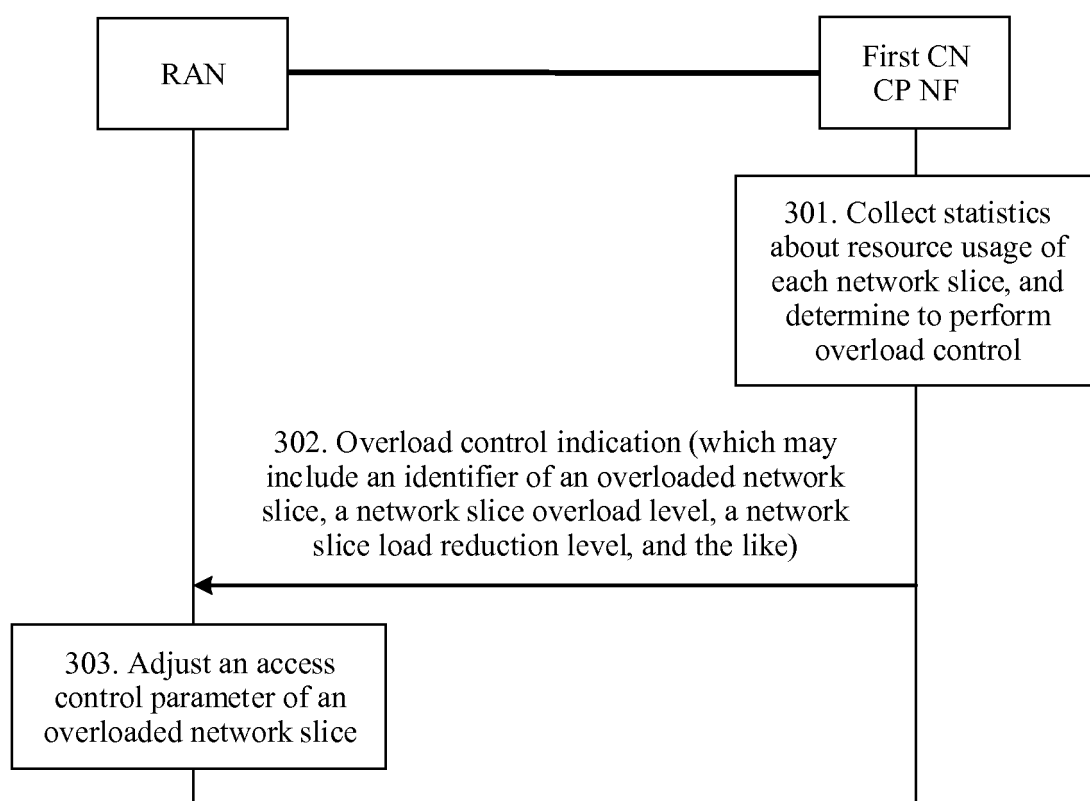 RAN
First CN
CP NF
301. Collect statistics
about resource usage of
each network slice, and
determine to perform
overload control
302. Overload control indication (which may
include an identifier of an overloaded network
slice, a network slice overload level, a network
slice load reduction level, and the like)
303. Adjust an access
control parameter of an
overloaded network slice